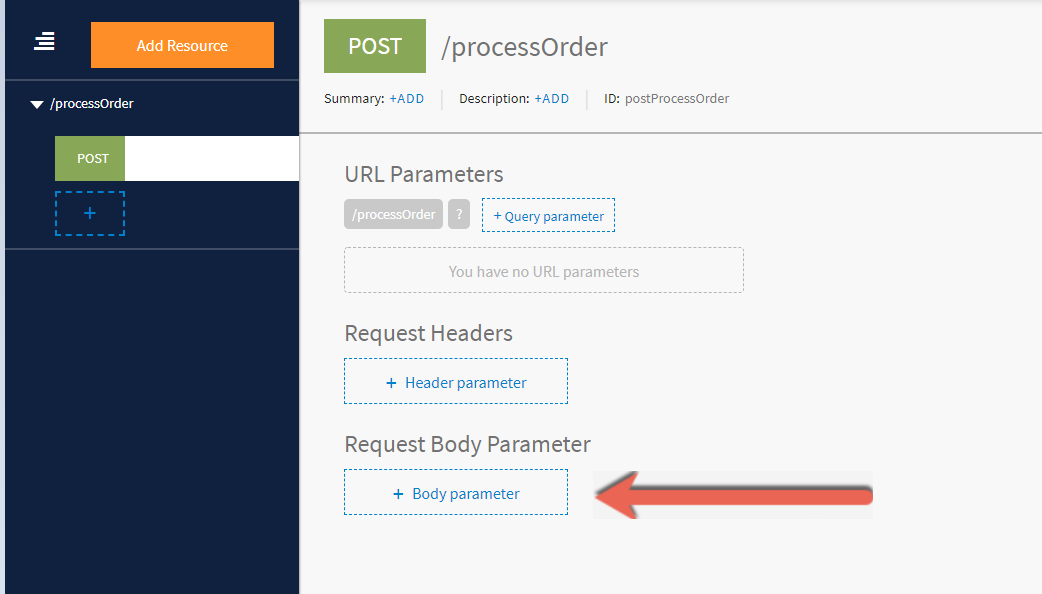 Add Resource
/processOrder
POST
+
POST /processOrder
Summary: +ADD Description: +ADD ID: postProcessOrder
URL Parameters
/processOrder ? + Query parameter
You have no URL parameters
Request Headers
+ Header parameter
Request Body Parameter
+ Body parameter